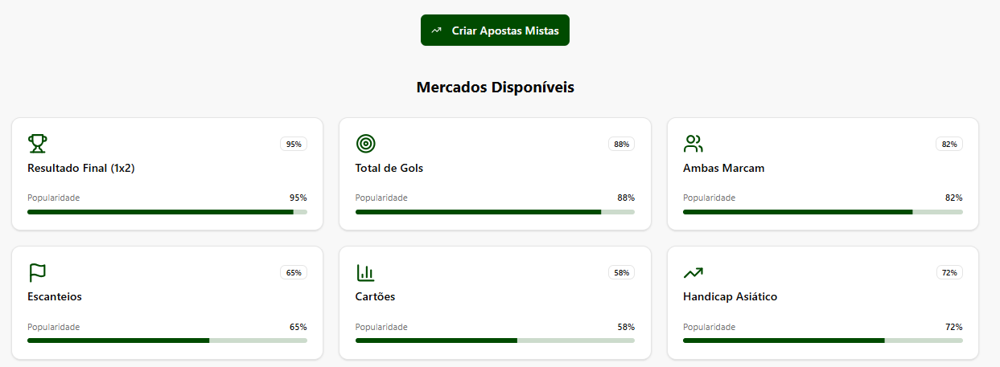 Criar Apostas Mistas
Mercados Disponíveis
95%
Resultado Final (1x2)
Popularidade 95%
88%
Total de Gols
Popularidade 88%
82%
Ambas Marcam
Popularidade 82%
65%
Escanteios
Popularidade 65%
58%
Cartões
Popularidade 58%
72%
Handicap Asiático
Popularidade 72%